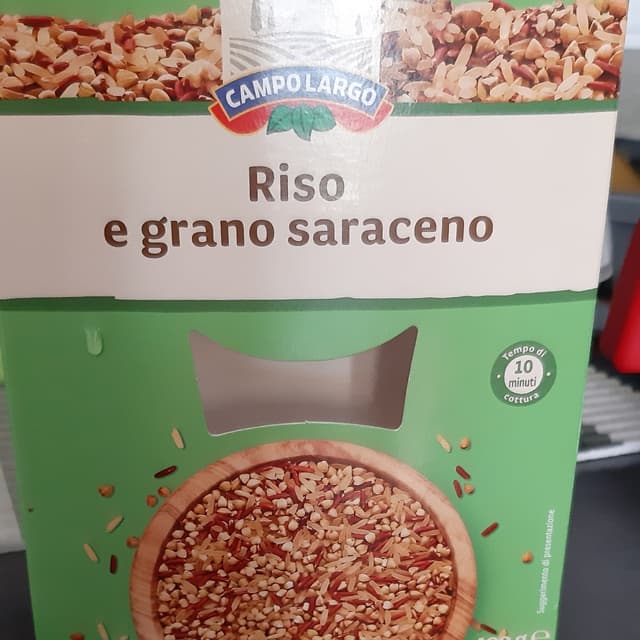 CAMPO LARGO
Riso
e grano saraceno
Tempo di
10
minuti
cottura
Suggerimento di presentazione